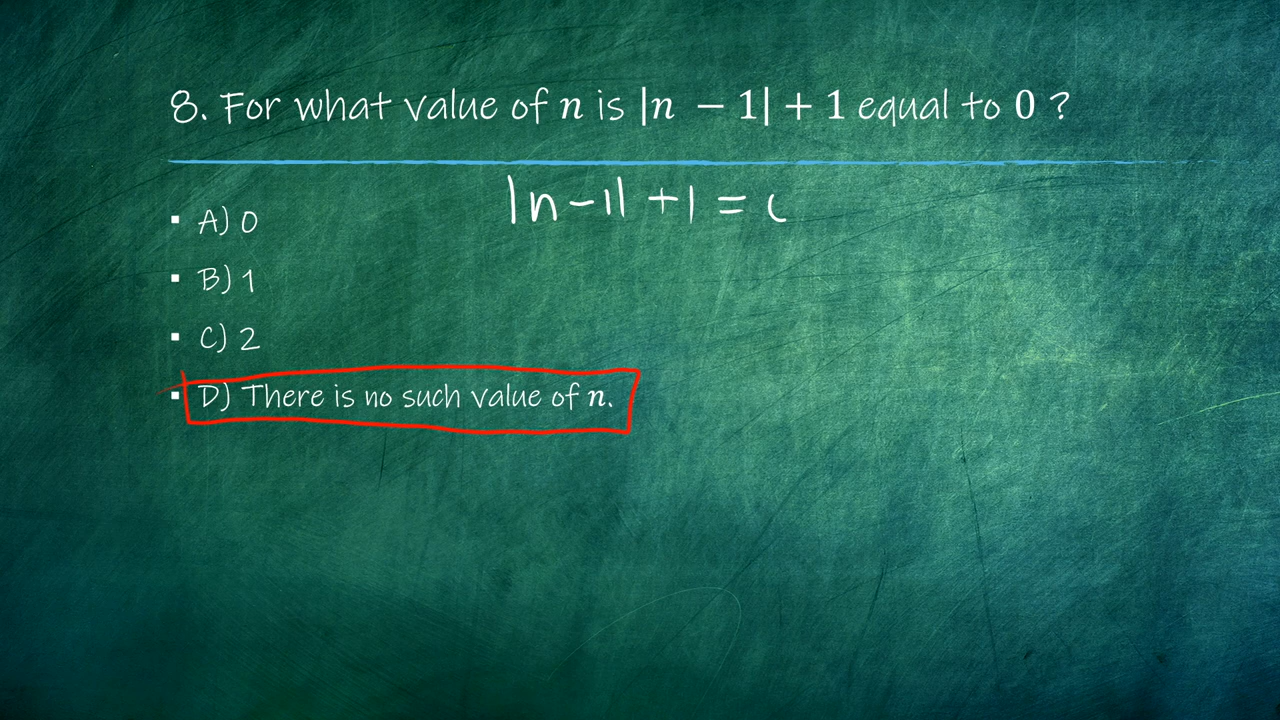 8. For what value of n is |n − 1| + 1 equal to 0 ?
|n-1| +1 =
▪ A) 0
▪ B) 1
▪ C) 2
▪ D) There is no such value of n.